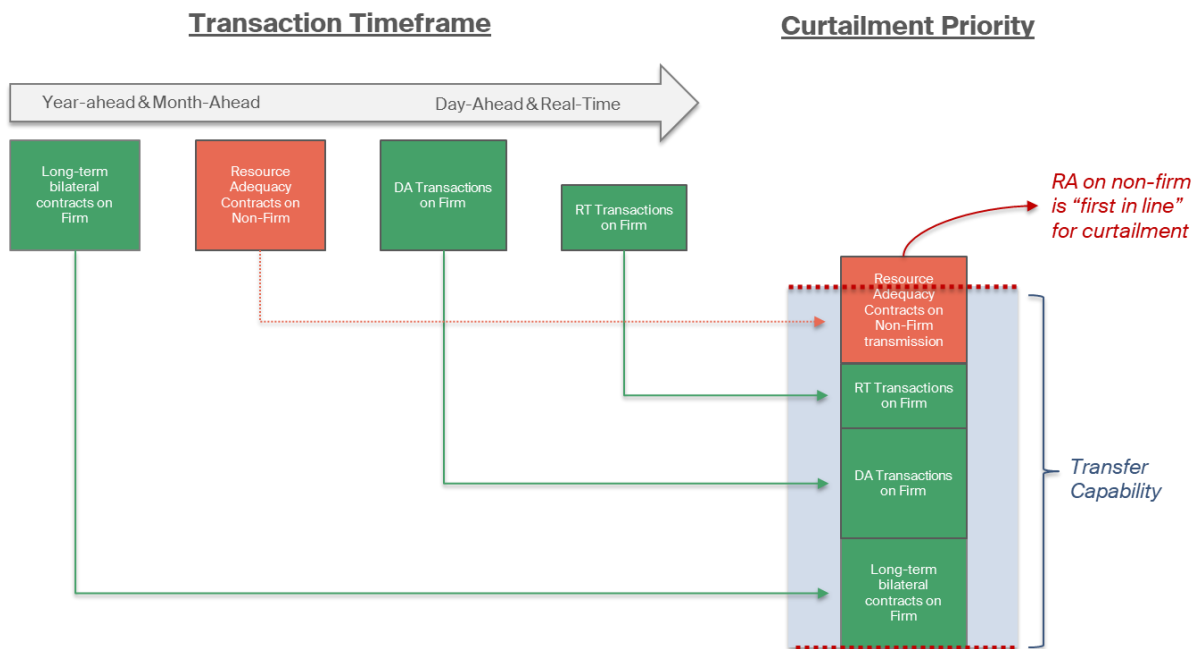 Transaction Timeframe
Curtailment Priority
Year-ahead & Month-Ahead
Day-Ahead & Real-Time
Long-term
bilateral
contracts on
Firm
Resource
Adequacy
Contracts on
Non-Firm
DA Transactions
on Firm
RT Transactions
on Firm
RA on non-firm
is “first in line”
for curtailment
Resource
Adequacy
Contracts on
Non-Firm
transmission
RT Transactions
on Firm
DA Transactions
on Firm
Long-term
bilateral
contracts on
Firm
Transfer
Capability